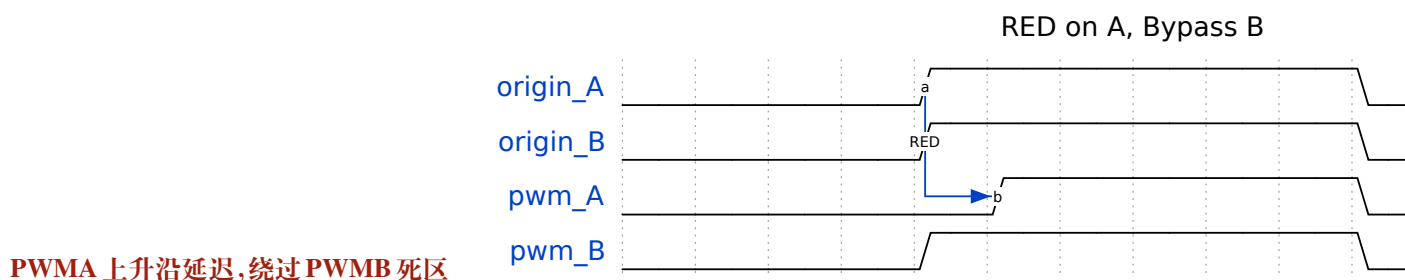 RED on A, Bypass B
origin_A
a
origin_B
RED
pwm_A
b
pwm_B
PWMA 上升沿延迟,绕过 PWMB 死区